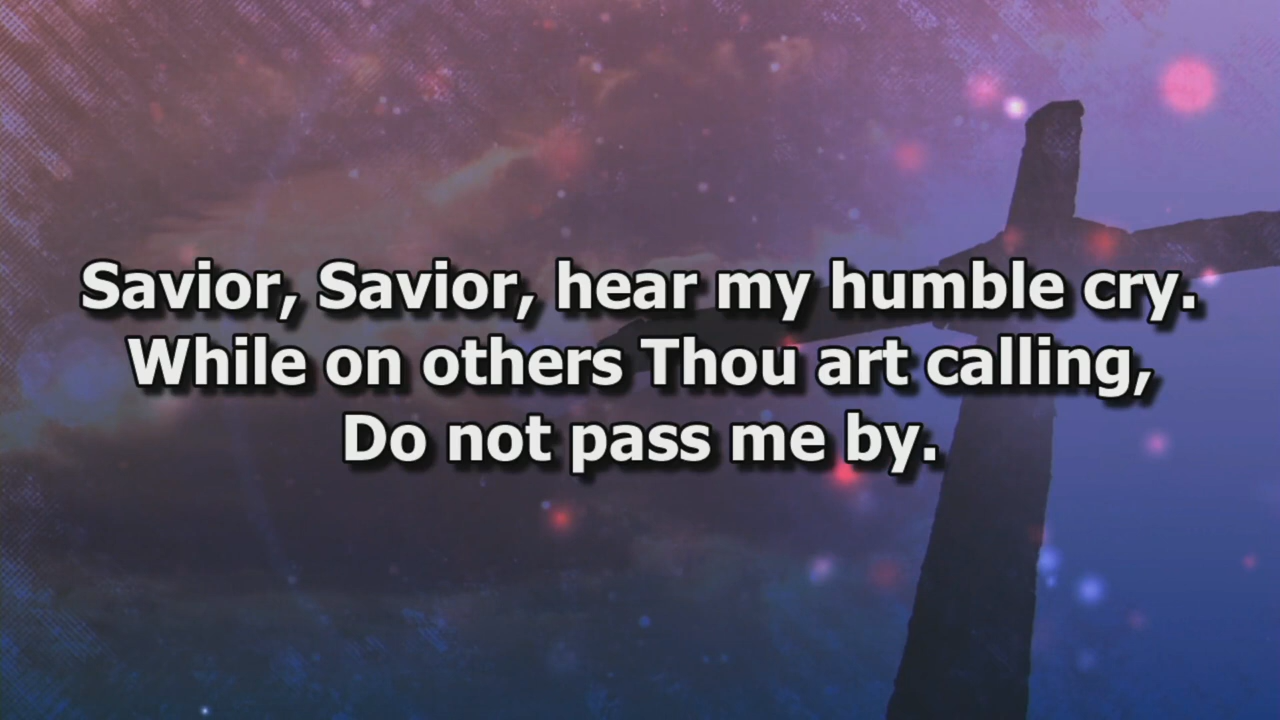 Savior, Savior, hear my humble cry.
While on others Thou art calling,
Do not pass me by.